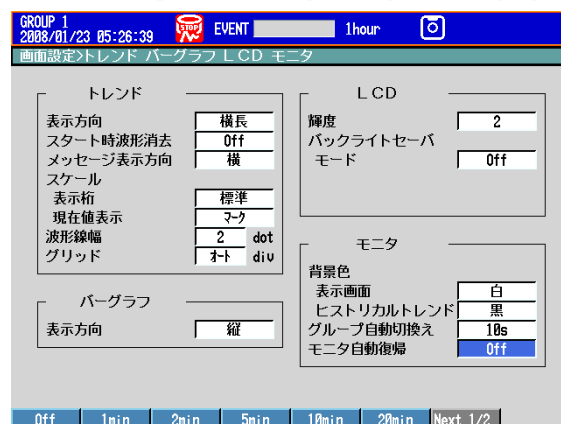 GROUP 1
2008/01/23 05:26:39 STOP EVENT 1hour
画面設定>トレンド バーグラフ LCD モニタ
トレンド
表示方向 横長
スタート時波形消去 Off
メッセージ表示方向 横
スケール
表示桁 標準
現在値表示 マーク
波形線幅 2 dot
グリッド オート div
バーグラフ
表示方向 縦
LCD
輝度 2
バックライトセーバ
モード Off
モニタ
背景色
表示画面 白
ヒストリカルトレンド 黒
グループ自動切換え 10s
モニタ自動復帰 Off
Off 1min 2min 5min 10min 20min Next 1/2